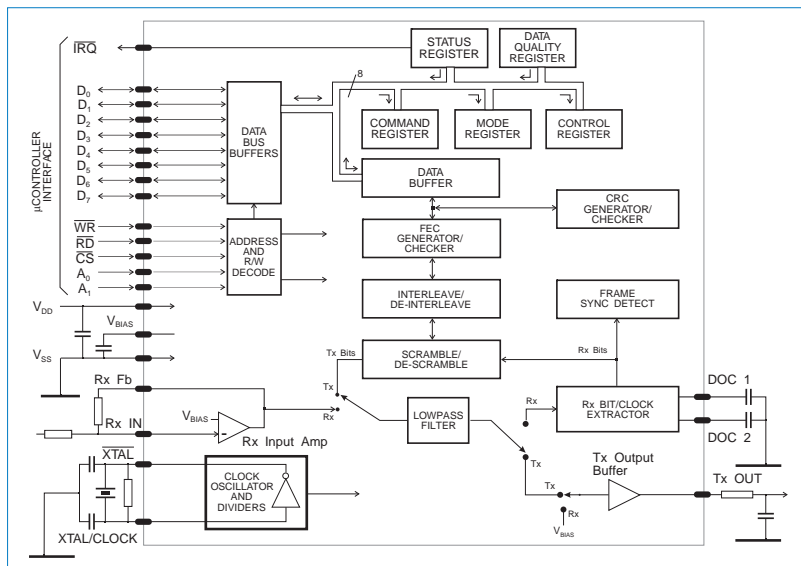 STATUS
REGISTER
DATA
QUALITY
REGISTER
IRQ
8
μCONTROLLER
INTERFACE
D0
D1
D2
D3
D4
D5
D6
D7
DATA
BUS
BUFFERS
COMMAND
REGISTER
MODE
REGISTER
CONTROL
REGISTER
DATA
BUFFER
CRC
GENERATOR/
CHECKER
WR
RD
CS
A0
A1
ADDRESS
AND
R/W
DECODE
FEC
GENERATOR/
CHECKER
INTERLEAVE/
DE-INTERLEAVE
FRAME
SYNC DETECT
VDD
VBIAS
VSS
Tx Bits
SCRAMBLE/
DE-SCRAMBLE
Rx Bits
Rx Fb
VBIAS
Rx IN
Rx Input Amp
Tx
Rx
LOWPASS
FILTER
Rx
Rx BIT/CLOCK
EXTRACTOR
DOC 1
DOC 2
XTAL
CLOCK
OSCILLATOR
AND
DIVIDERS
XTAL/CLOCK
Tx
Tx
Tx
Rx
VBIAS
Tx Output
Buffer
Tx OUT